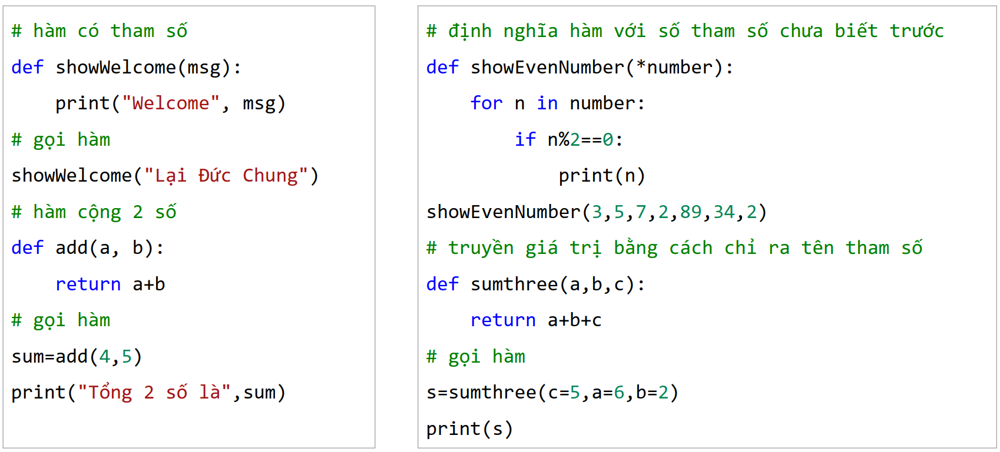 # hàm có tham số
def showWelcome(msg):
    print("Welcome", msg)
# gọi hàm
showWelcome("Lại Đức Chung")
# hàm cộng 2 số
def add(a, b):
    return a+b
# gọi hàm
sum=add(4,5)
print("Tổng 2 số là",sum)
# định nghĩa hàm với số tham số chưa biết trước
def showEvenNumber(*number):
    for n in number:
        if n%2==0:
            print(n)
showEvenNumber(3,5,7,2,89,34,2)
# truyền giá trị bằng cách chỉ ra tên tham số
def sumthree(a,b,c):
    return a+b+c
# gọi hàm
s=sumthree(c=5,a=6,b=2)
print(s)